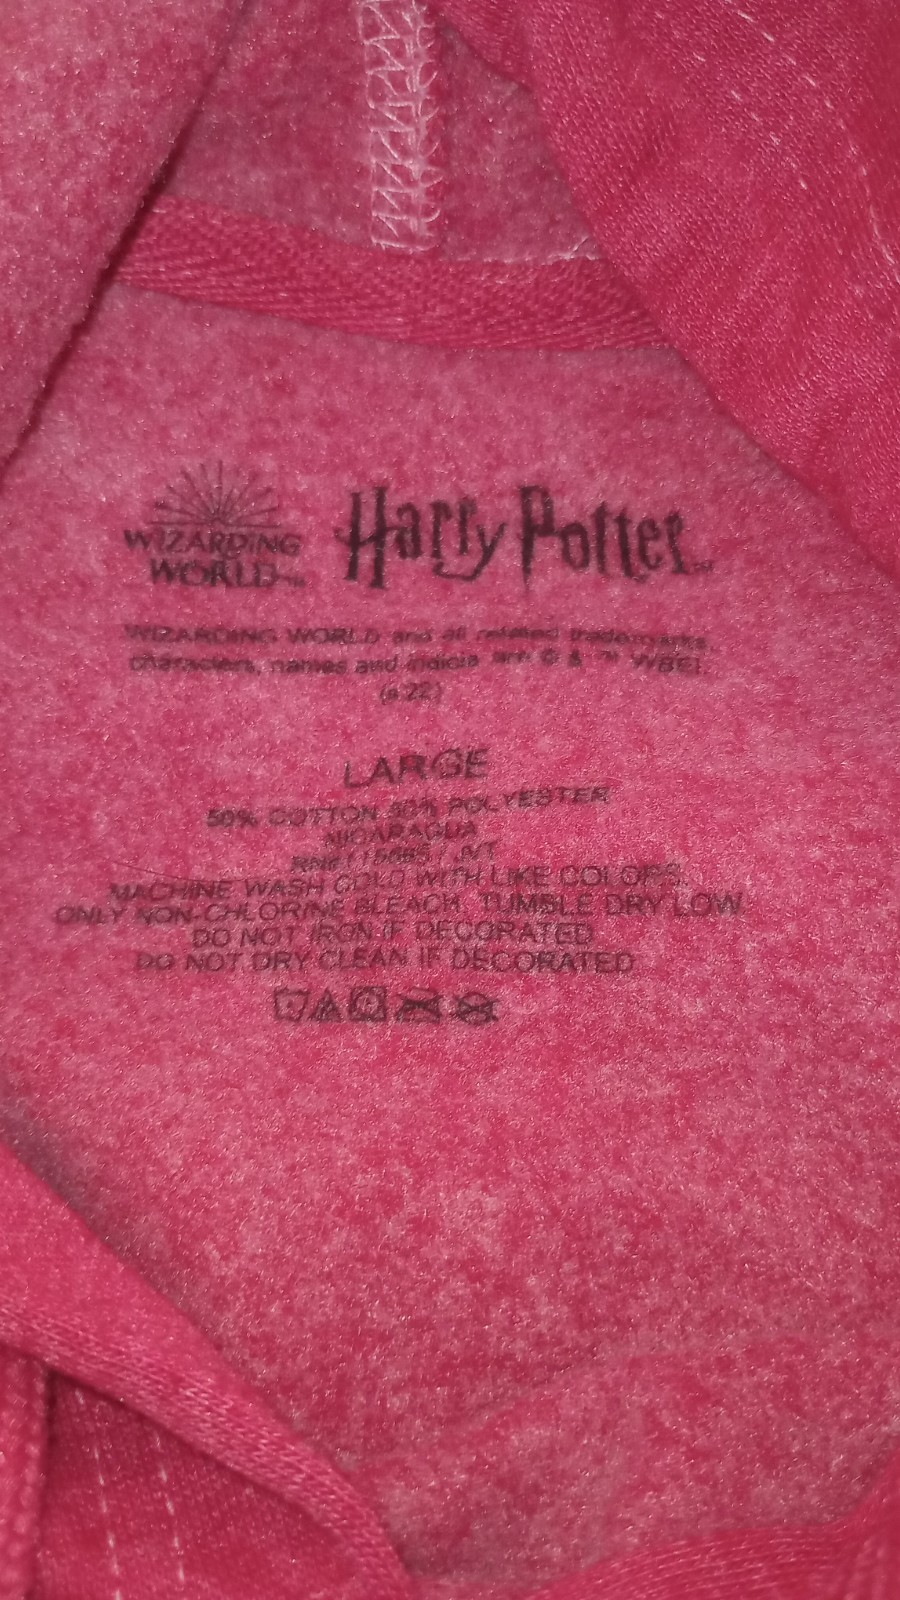 WIZARDING
WORLD
Harry Potter™
WIZARDING WORLD and all related trademarks,
characters, names and indicia are © & ™ WBEI.
(s22)
LARGE
50% COTTON 50% POLYESTER
NICARAGUA
MACHINE WASH COLD WITH LIKE COLORS.
ONLY NON-CHLORINE BLEACH. TUMBLE DRY LOW.
DO NOT IRON IF DECORATED
DO NOT DRY CLEAN IF DECORATED